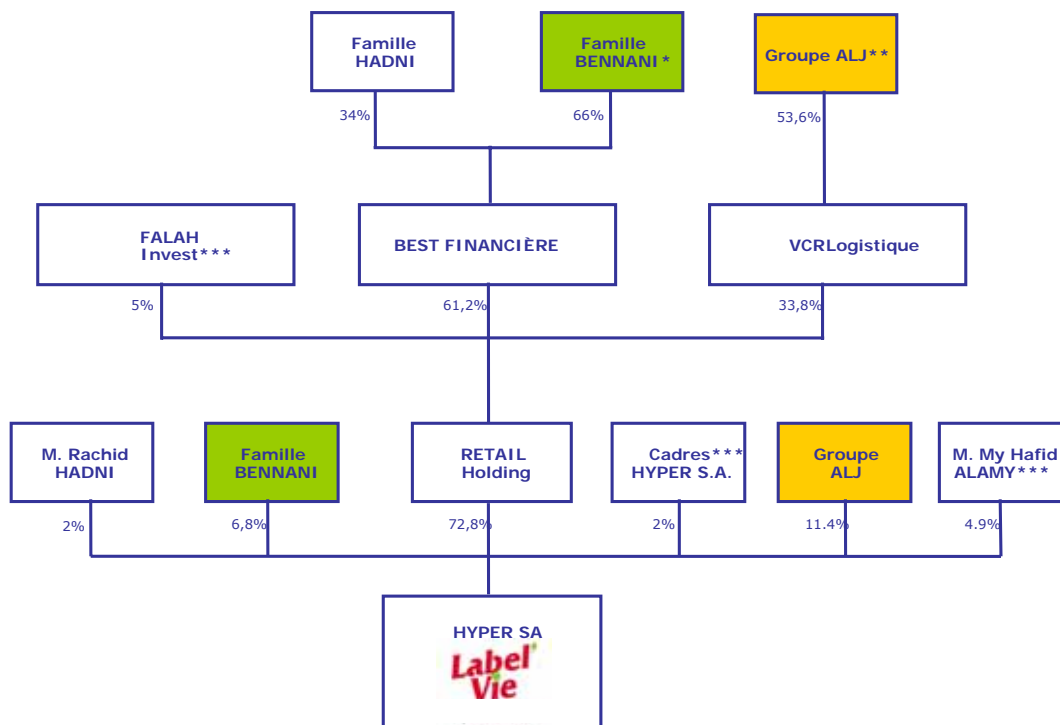 Famille
HADNI
Famille
BENNANI*
Groupe ALJ**
34%
66%
53,6%
FALAH
Invest***
BEST FINANCIÈRE
VCRLogistique
5%
61,2%
33,8%
M. Rachid
HADNI
Famille
BENNANI
RETAIL
Holding
Cadres***
HYPER S.A.
Groupe
ALJ
M. My Hafid
ALAMY***
2%
6,8%
72,8%
2%
11.4%
4.9%
HYPER SA
Label'
Vie